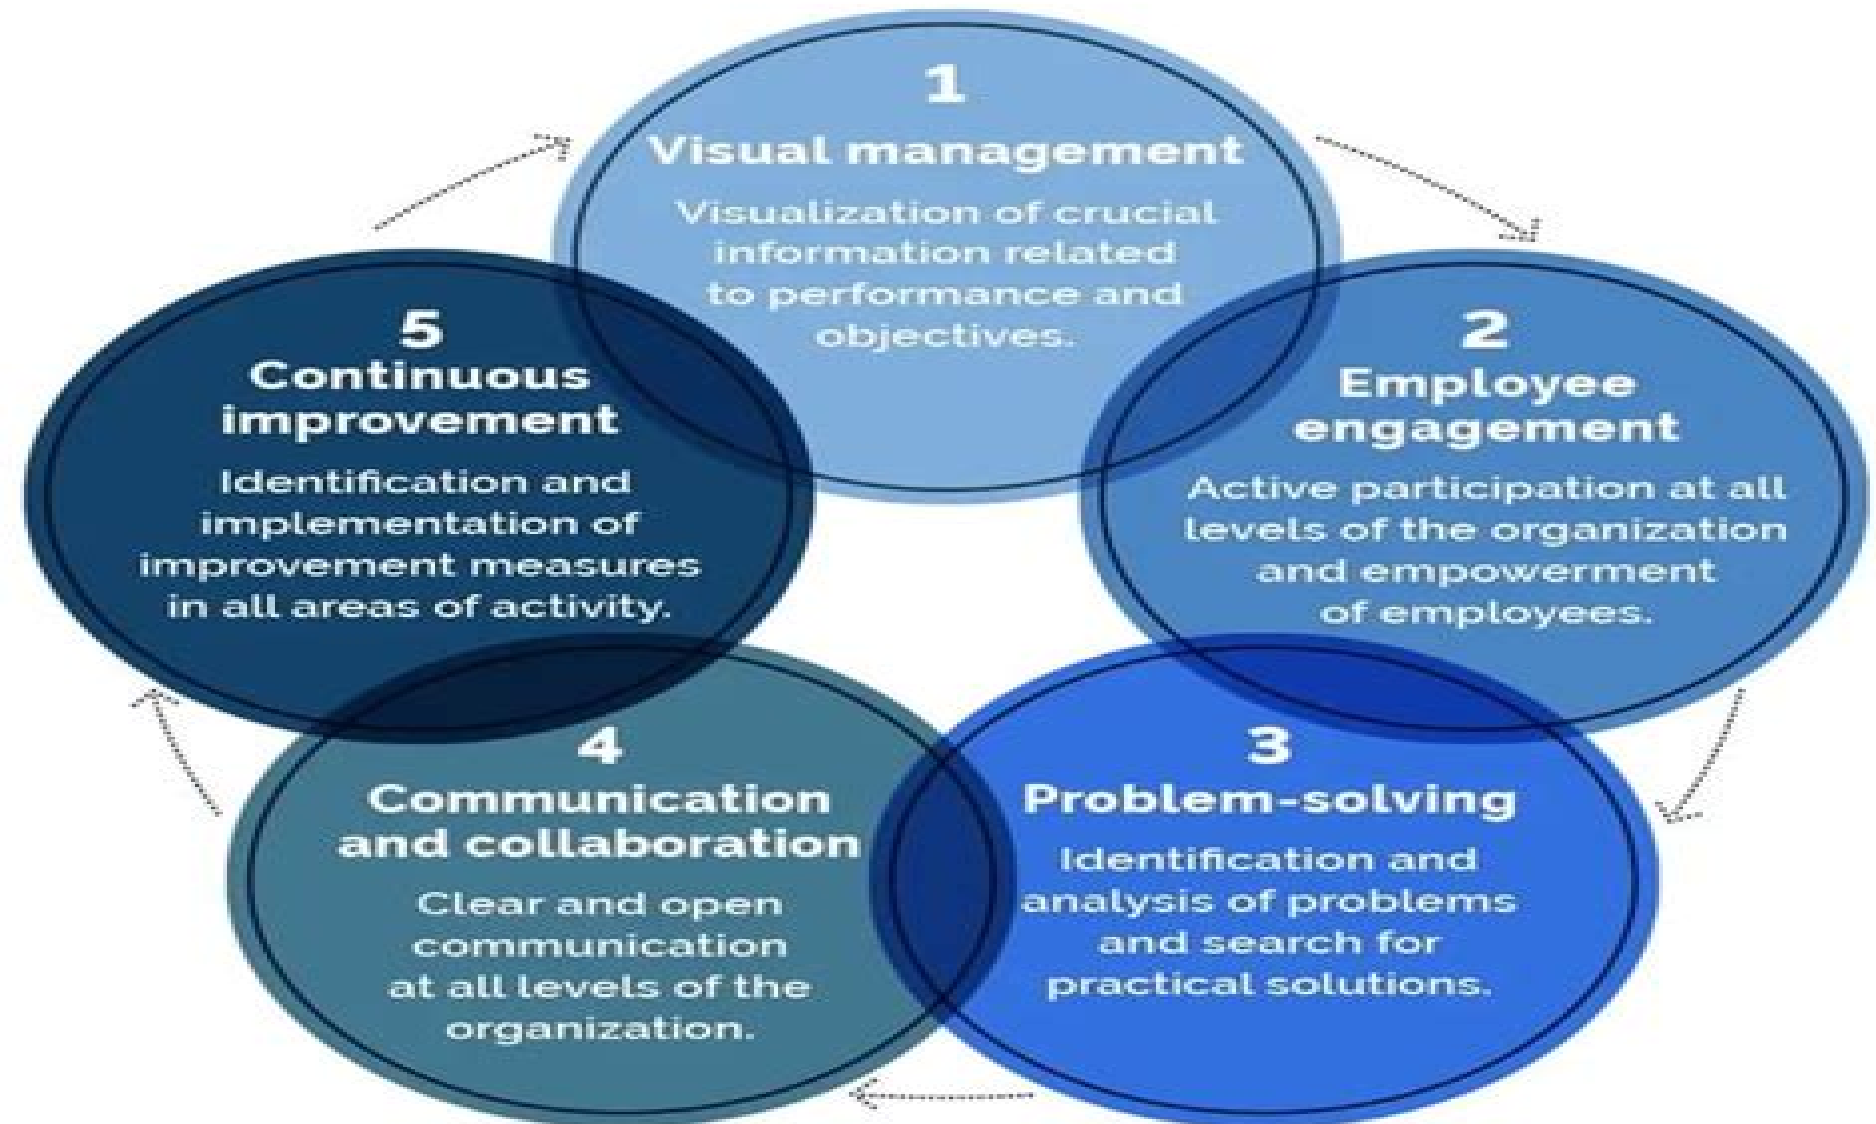 1
Visual management
Visualization of crucial
information related
to performance and
objectives.
2
Employee
engagement
Active participation at all
levels of the organization
and empowerment
of employees.
3
Problem-solving
Identification and
analysis of problems
and search for
practical solutions.
4
Communication
and collaboration
Clear and open
communication
at all levels of the
organization.
5
Continuous
improvement
Identification and
implementation of
improvement measures
in all areas of activity.